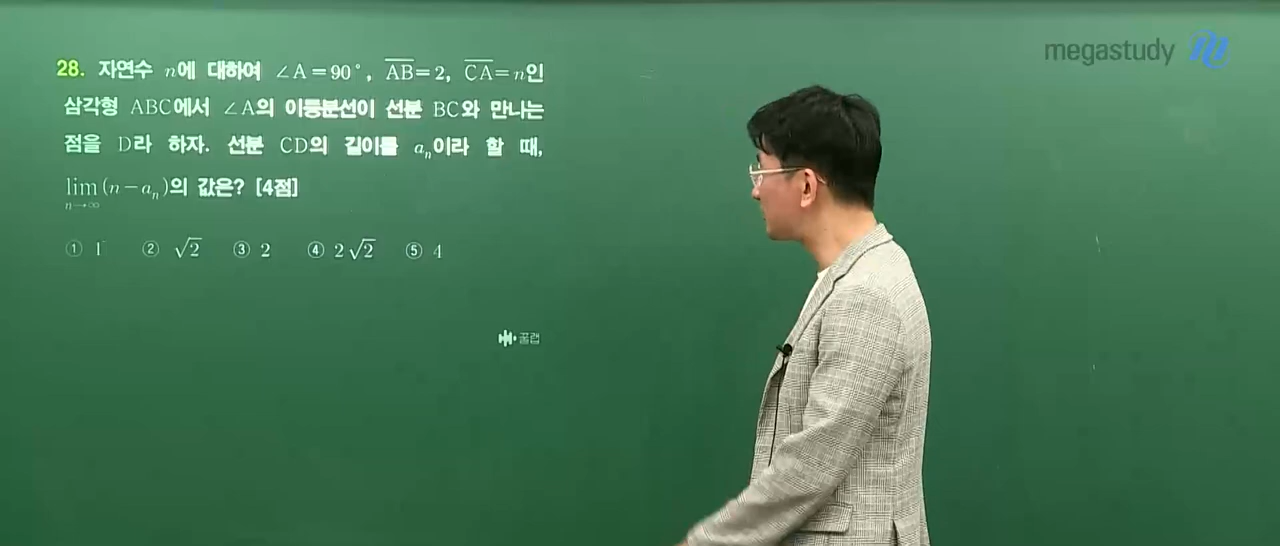 megastudy
28. 자연수 n에 대하여 ∠A=90°, AB=2, CA=n인
삼각형 ABC에서 ∠A의 이등분선이 선분 BC와 만나는
점을 D라 하자. 선분 CD의 길이를 aₙ이라 할 때,
lim(n→∞) (n−aₙ)의 값은? [4점]
① 1 ② √2 ③ 2 ④ 2√2 ⑤ 4
꿀랩